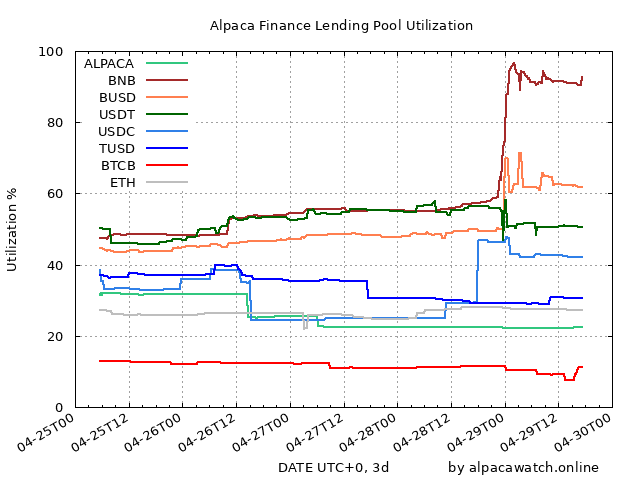 Alpaca Finance Lending Pool Utilization
100
80
60
40
20
0
Utilization %
ALPACA
BNB
BUSD
USDT
USDC
TUSD
BTCB
ETH
04-25T00
04-25T12
04-26T00
04-26T12
04-27T00
04-27T12
04-28T00
04-28T12
04-29T00
04-29T12
04-30T00
DATE UTC+0, 3d
by alpacawatch.online